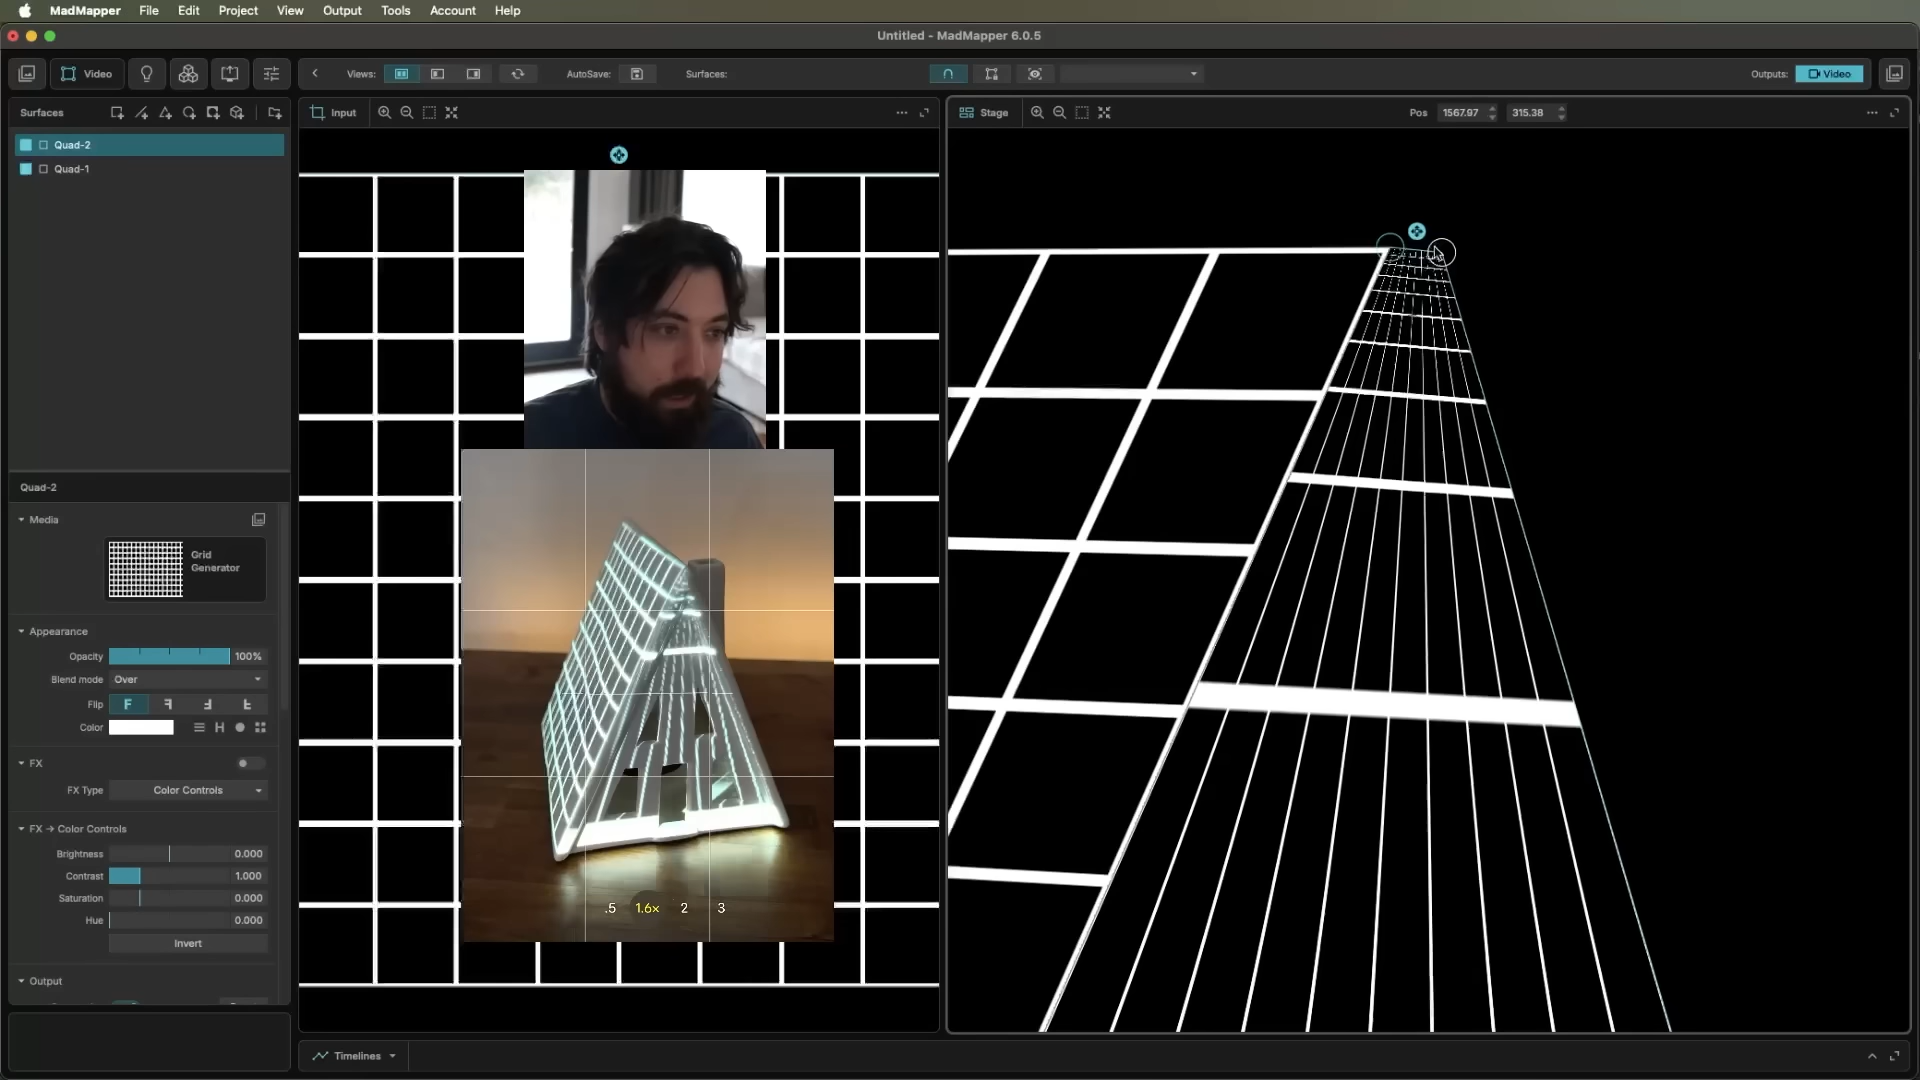 MadMapper File Edit Project View Output Tools Account Help
Untitled - MadMapper 6.0.5
Video
Views:
AutoSave:
Surfaces:
Outputs:
Video
Surfaces
Input
Stage
Pos 1567.97 315.38
Quad-2
Quad-1
Quad-2
Media
Grid
Generator
Appearance
Opacity 100%
Blend mode Over
Flip
Color
FX
FX Type Color Controls
FX → Color Controls
Brightness 0.000
Contrast 1.000
Saturation 0.000
Hue 0.000
Invert
Output
.5 1.6× 2 3
Timelines